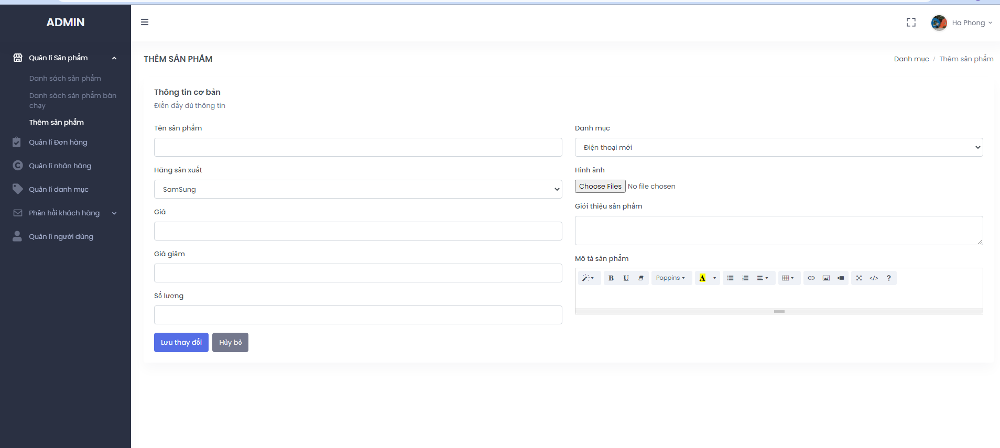 ADMIN
Ha Phong
Quản lí Sản phẩm
Danh sách sản phẩm
Danh sách sản phẩm bán
chạy
Thêm sản phẩm
Quản lí Đơn hàng
Quản lí nhãn hàng
Quản lí danh mục
Phản hồi khách hàng
Quản lí người dùng
THÊM SẢN PHẨM
Danh mục / Thêm sản phẩm
Thông tin cơ bản
Điền đầy đủ thông tin
Tên sản phẩm
Hãng sản xuất
SamSung
Giá
Giá giảm
Số lượng
Lưu thay đổi
Hủy bỏ
Danh mục
Điện thoại mới
Hình ảnh
Choose Files No file chosen
Giới thiệu sản phẩm
Mô tả sản phẩm
B U Poppins A </> ?